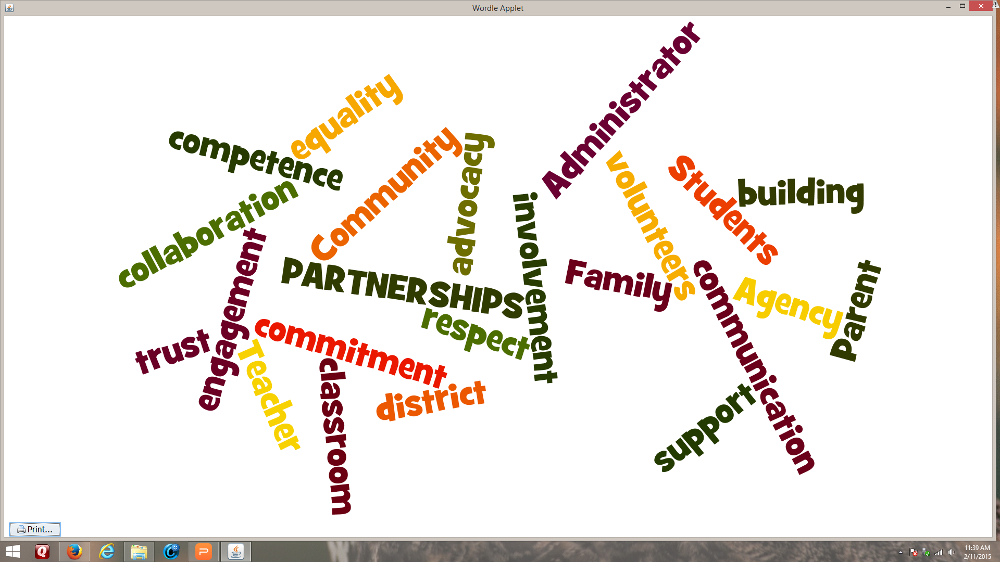 Wordle Applet
Administrator
equality
competence
Community
advocacy
volunteers
Students
building
collaboration
involvement
engagement
PARTNERSHIPS
Family
communication
Agency
Parent
respect
commitment
trust
Teacher
classroom
district
support
Print...
11:39 AM
2/11/2015